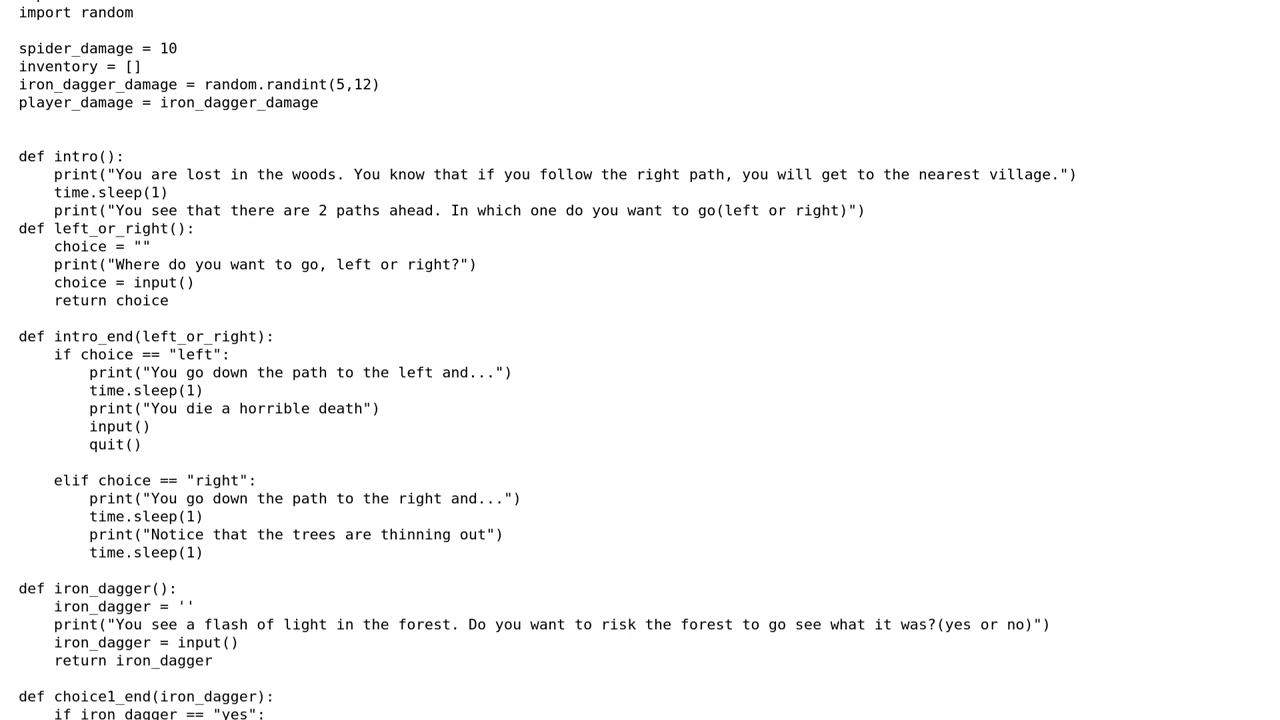 import random

spider_damage = 10
inventory = []
iron_dagger_damage = random.randint(5,12)
player_damage = iron_dagger_damage


def intro():
    print("You are lost in the woods. You know that if you follow the right path, you will get to the nearest village.")
    time.sleep(1)
    print("You see that there are 2 paths ahead. In which one do you want to go(left or right)")
def left_or_right():
    choice = ""
    print("Where do you want to go, left or right?")
    choice = input()
    return choice

def intro_end(left_or_right):
    if choice == "left":
        print("You go down the path to the left and...")
        time.sleep(1)
        print("You die a horrible death")
        input()
        quit()

    elif choice == "right":
        print("You go down the path to the right and...")
        time.sleep(1)
        print("Notice that the trees are thinning out")
        time.sleep(1)

def iron_dagger():
    iron_dagger = ''
    print("You see a flash of light in the forest. Do you want to risk the forest to go see what it was?(yes or no)")
    iron_dagger = input()
    return iron_dagger

def choice1_end(iron_dagger):
    if iron_dagger == "yes":